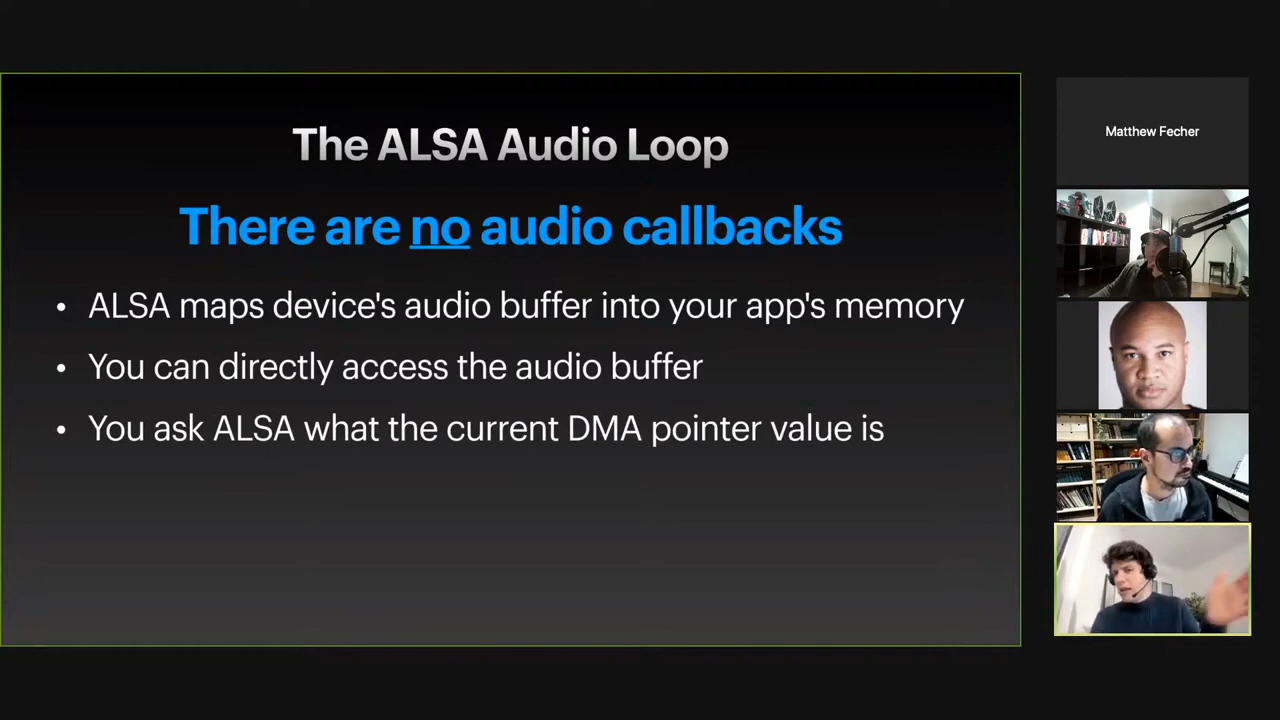 The ALSA Audio Loop
There are no audio callbacks
• ALSA maps device's audio buffer into your app's memory
• You can directly access the audio buffer
• You ask ALSA what the current DMA pointer value is
Matthew Fecher